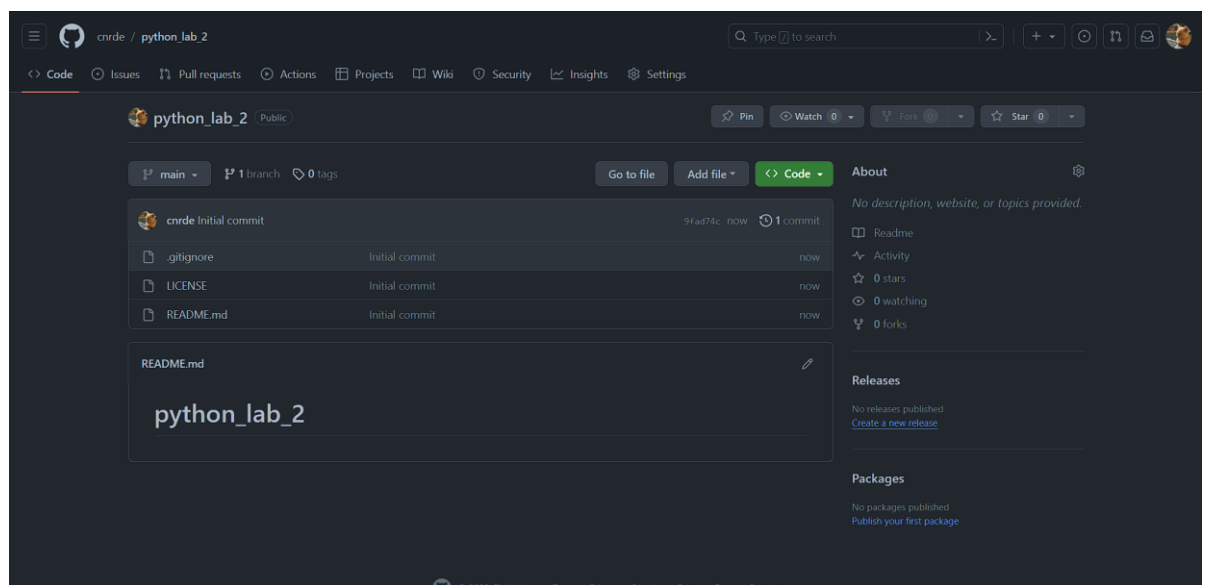 cnrde / python_lab_2
Type / to search
Code Issues Pull requests Actions Projects Wiki Security Insights Settings
python_lab_2 Public
Pin Watch 0 Fork 0 Star 0
main 1 branch 0 tags
Go to file Add file Code
cnrde Initial commit 9fad74c now 1 commit
.gitignore Initial commit now
LICENSE Initial commit now
README.md Initial commit now
README.md
python_lab_2
About
No description, website, or topics provided.
Readme
Activity
0 stars
0 watching
0 forks
Releases
No releases published
Create a new release
Packages
No packages published
Publish your first package